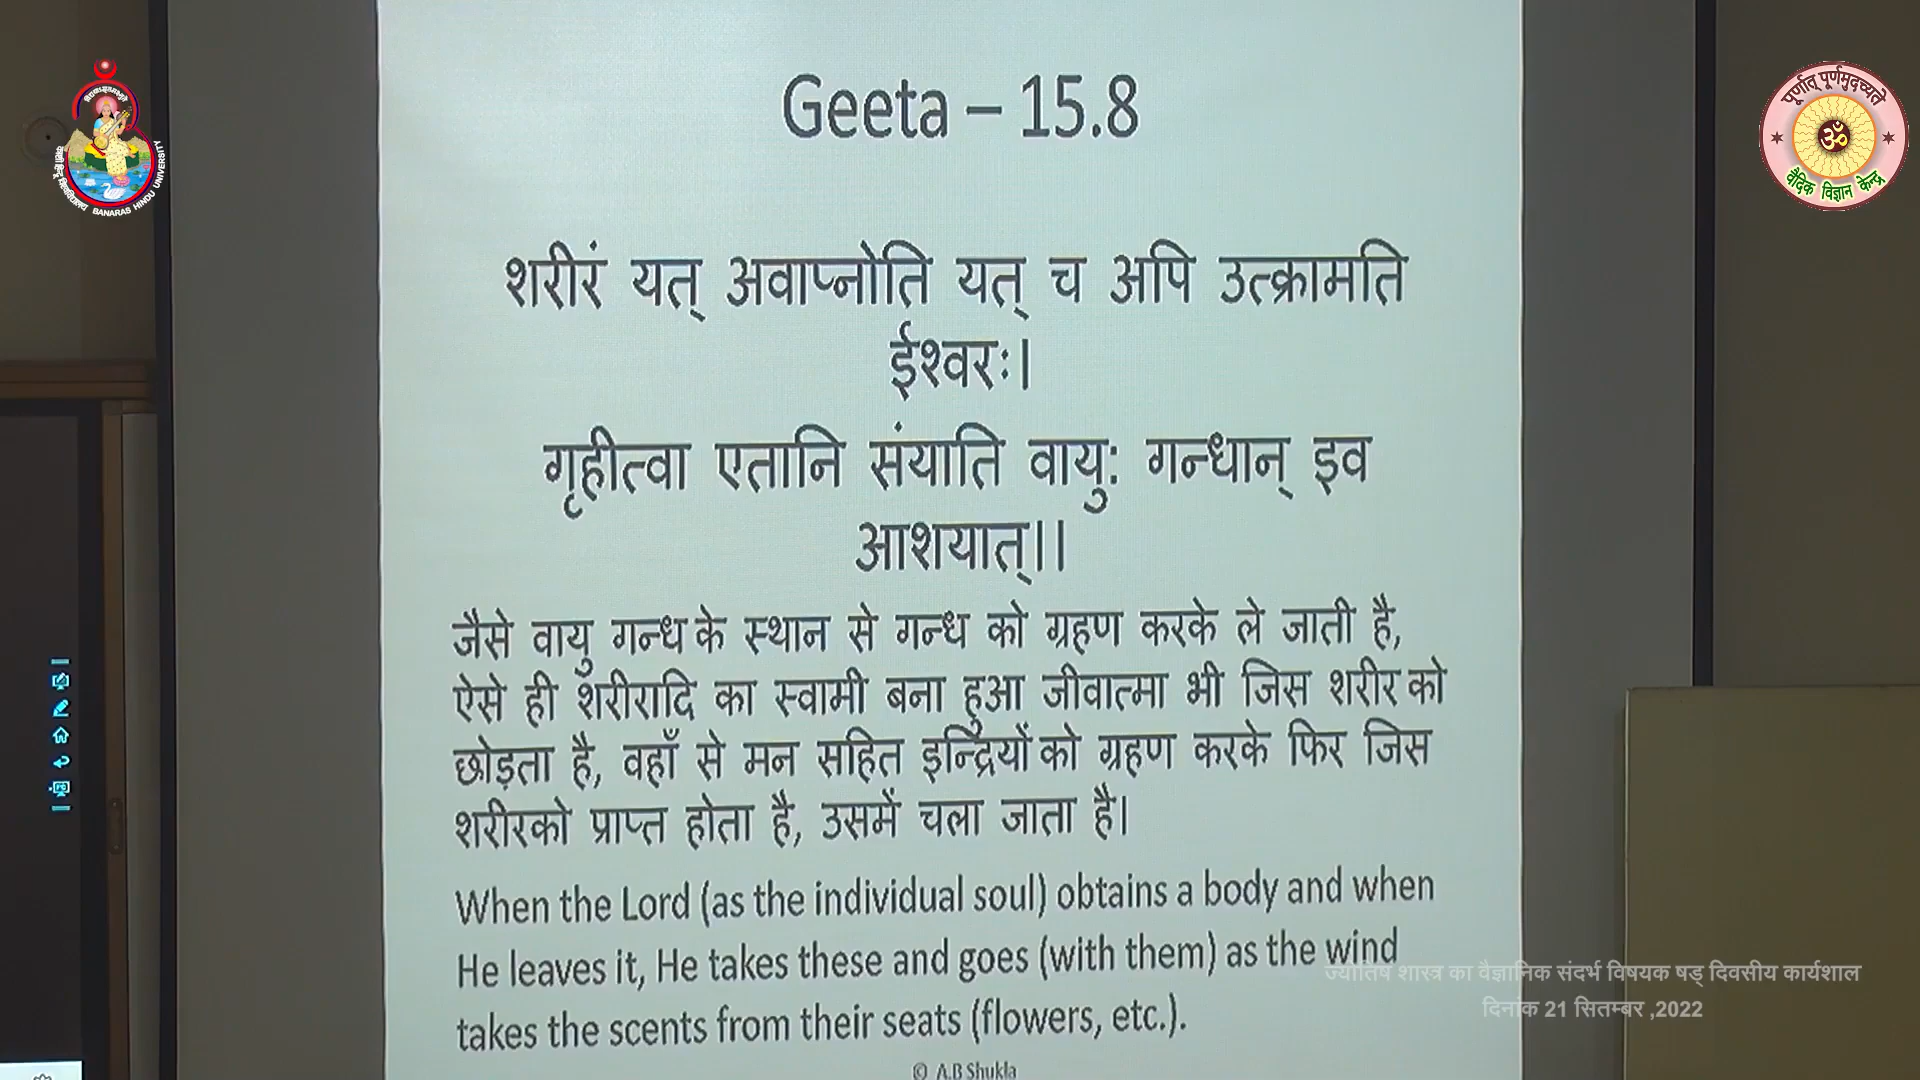 Geeta – 15.8
शरीरं यत् अवाप्नोति यत् च अपि उत्क्रामति
ईश्वरः।
गृहीत्वा एतानि संयाति वायु: गन्धान् इव
आशयात्।।
जैसे वायु गन्ध के स्थान से गन्ध को ग्रहण करके ले जाती है,
ऐसे ही शरीरादि का स्वामी बना हुआ जीवात्मा भी जिस शरीर को
छोड़ता है, वहाँ से मन सहित इन्द्रियों को ग्रहण करके फिर जिस
शरीरको प्राप्त होता है, उसमें चला जाता है।
When the Lord (as the individual soul) obtains a body and when
He leaves it, He takes these and goes (with them) as the wind
takes the scents from their seats (flowers, etc.).
© A.B Shukla
ज्योतिष शास्त्र का वैज्ञानिक संदर्भ विषयक षड् दिवसीय कार्यशाल
दिनांक 21 सितम्बर ,2022
BANARAS HINDU UNIVERSITY
पूर्णात् पूर्णमुदच्यते
ॐ
वैदिक विज्ञान केन्द्र